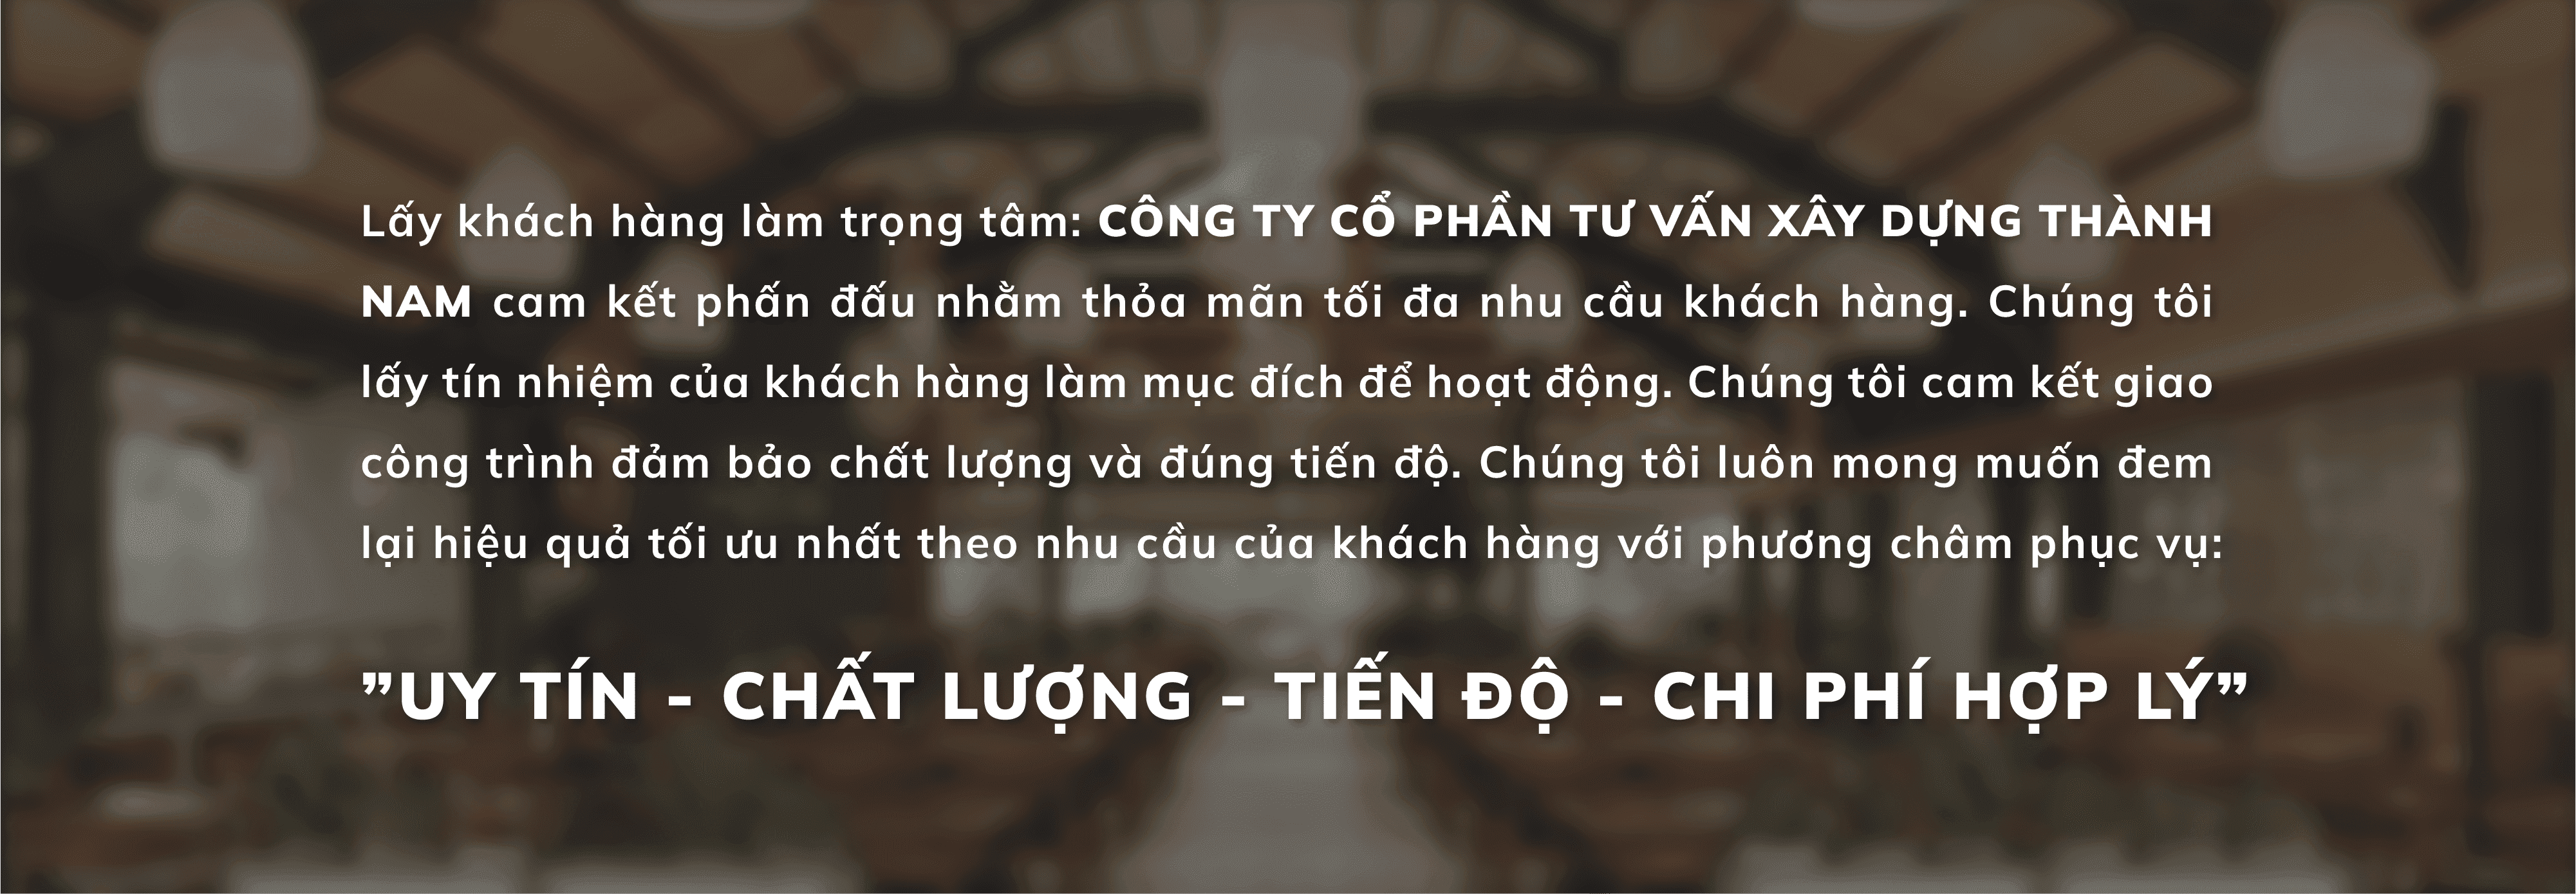 Lấy khách hàng làm trọng tâm: CÔNG TY CỔ PHẦN TƯ VẤN XÂY DỰNG THÀNH
NAM cam kết phấn đấu nhằm thỏa mãn tối đa nhu cầu khách hàng. Chúng tôi
lấy tín nhiệm của khách hàng làm mục đích để hoạt động. Chúng tôi cam kết giao
công trình đảm bảo chất lượng và đúng tiến độ. Chúng tôi luôn mong muốn đem
lại hiệu quả tối ưu nhất theo nhu cầu của khách hàng với phương châm phục vụ:
”UY TÍN - CHẤT LƯỢNG - TIẾN ĐỘ - CHI PHÍ HỢP LÝ”